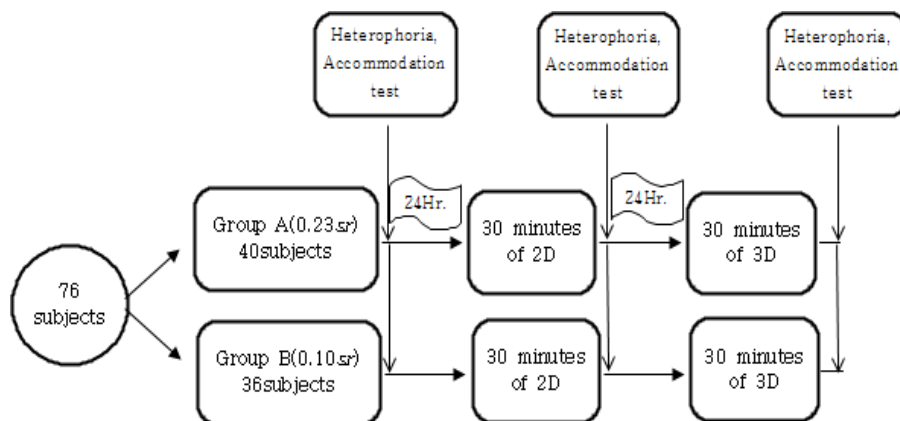 Heterophoria,
Accommodation
test
Heterophoria,
Accommodation
test
Heterophoria,
Accommodation
test
24Hr.
24Hr.
Group A(0.23sr)
40subjects
30 minutes
of 2D
30 minutes
of 3D
76
subjects
Group B(0.10sr)
36subjects
30 minutes
of 2D
30 minutes
of 3D